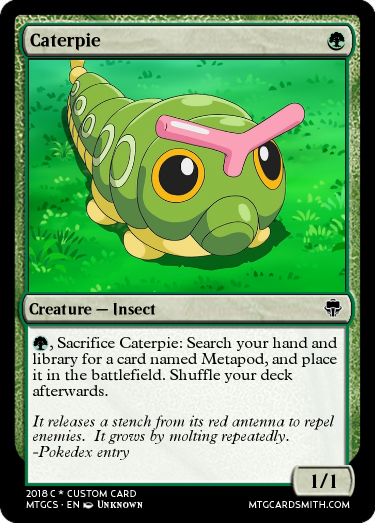 Caterpie
Creature — Insect
, Sacrifice Caterpie: Search your hand and
library for a card named Metapod, and place
it in the battlefield. Shuffle your deck
afterwards.
It releases a stench from its red antenna to repel
enemies. It grows by molting repeatedly.
-Pokedex entry
1/1
2018 C * CUSTOM CARD
MTGCS · EN Unknown
MTGCARDSMITH.COM